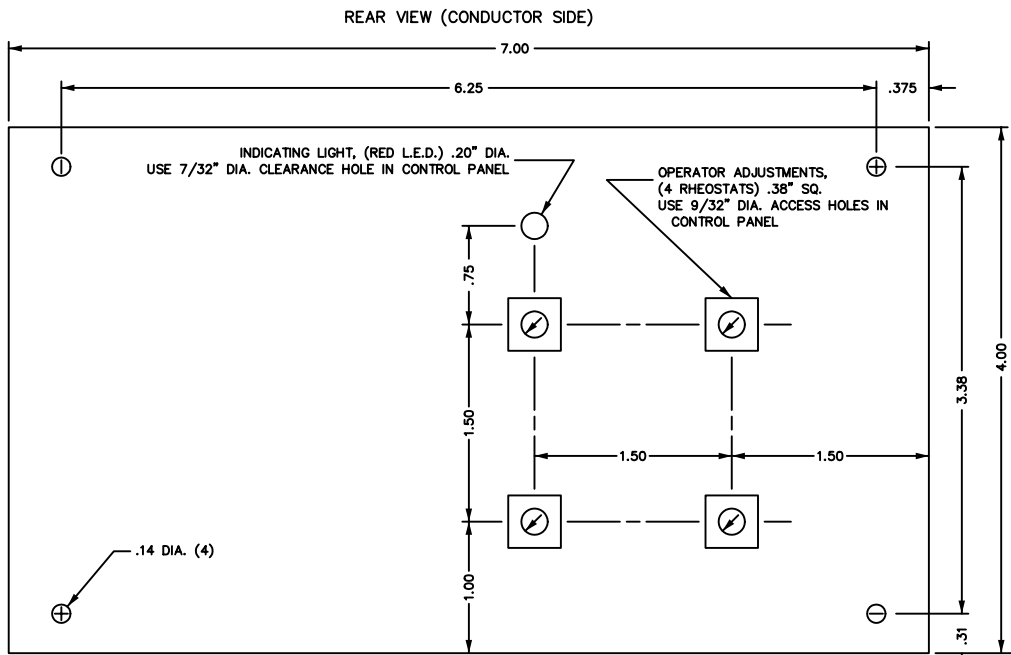 REAR VIEW (CONDUCTOR SIDE)
7.00
6.25
.375
INDICATING LIGHT, (RED L.E.D.) .20" DIA.
USE 7/32" DIA. CLEARANCE HOLE IN CONTROL PANEL
OPERATOR ADJUSTMENTS,
(4 RHEOSTATS) .38" SQ.
USE 9/32" DIA. ACCESS HOLES IN
CONTROL PANEL
.75
4.00
3.38
1.50
1.50
1.50
.14 DIA. (4)
1.00
.31